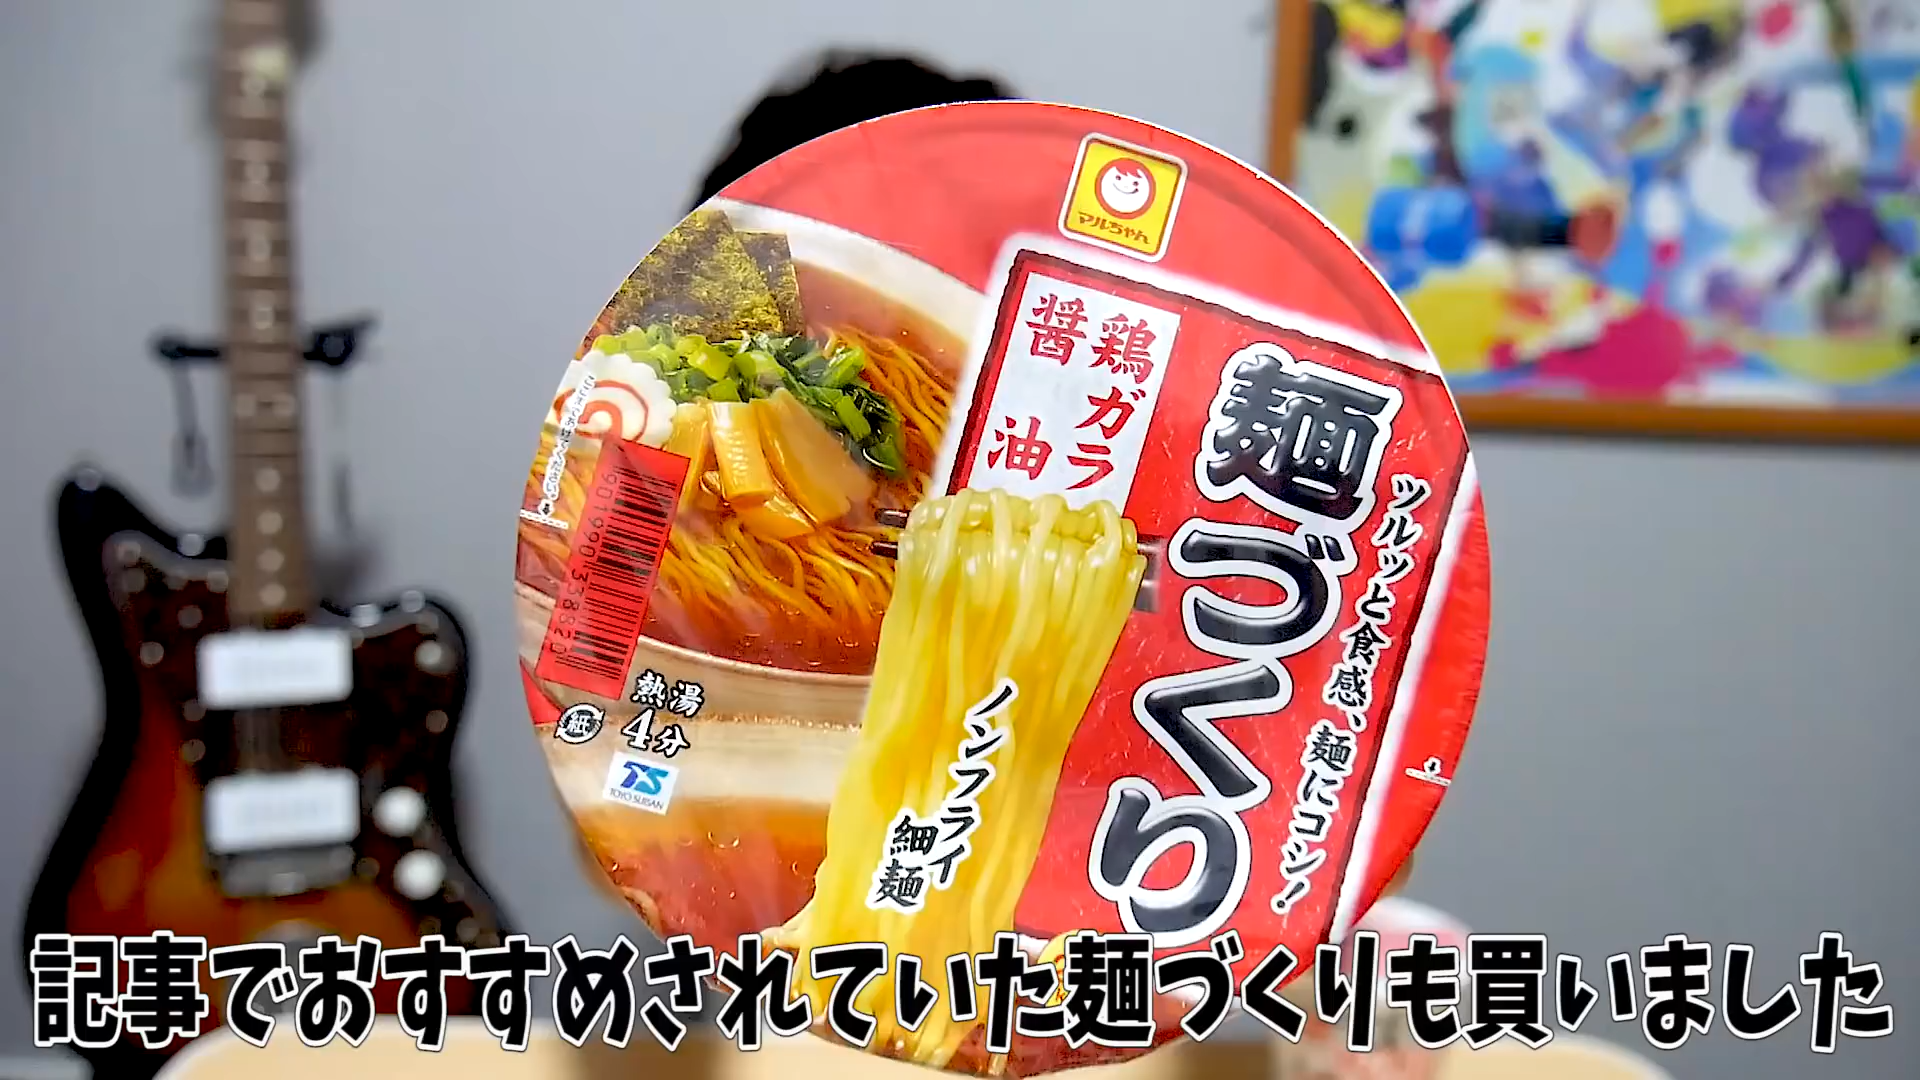 マルちゃん
鶏ガラ
醤油
麺づくり
ツルッと食感、麺にコシ!
ノンフライ
細麺
熱湯
4分
紙
TOYO SUISAN
記事でおすすめされていた麺づくりも買いました